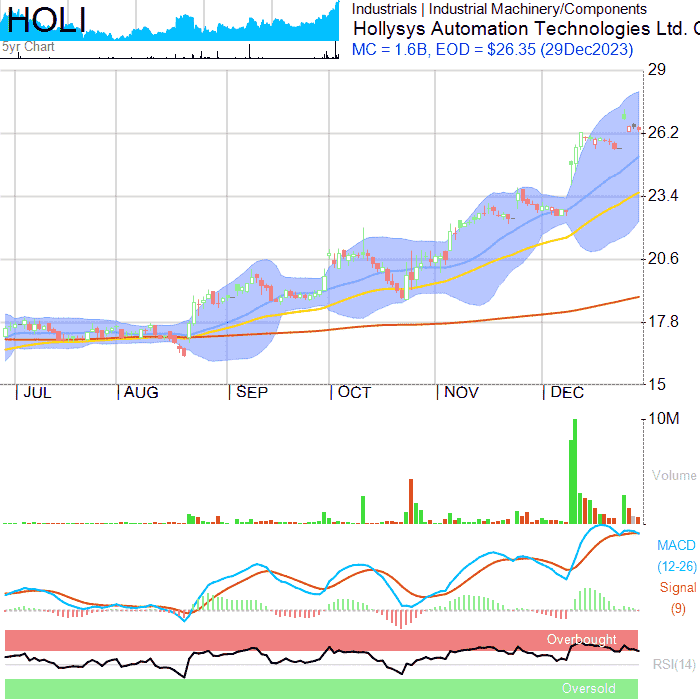 HOLI
5yr Chart
Industrials | Industrial Machinery/Components
Hollysys Automation Technologies Ltd.
MC = 1.6B, EOD = $26.35 (29Dec2023)
29
26.2
23.4
20.6
17.8
15
JUL AUG SEP OCT NOV DEC
10M
Volume
MACD
(12-26)
Signal
(9)
Overbought
RSI(14)
Oversold